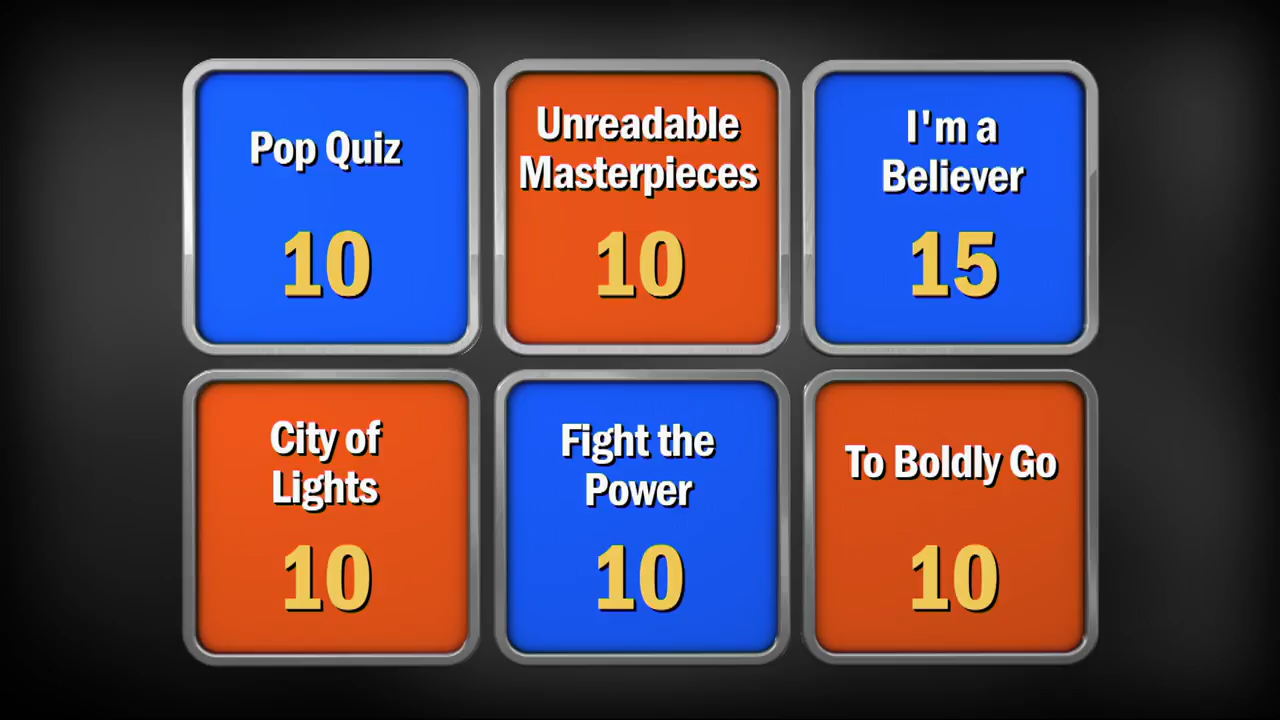 Pop Quiz
10
Unreadable
Masterpieces
10
I'm a
Believer
15
City of
Lights
10
Fight the
Power
10
To Boldly Go
10